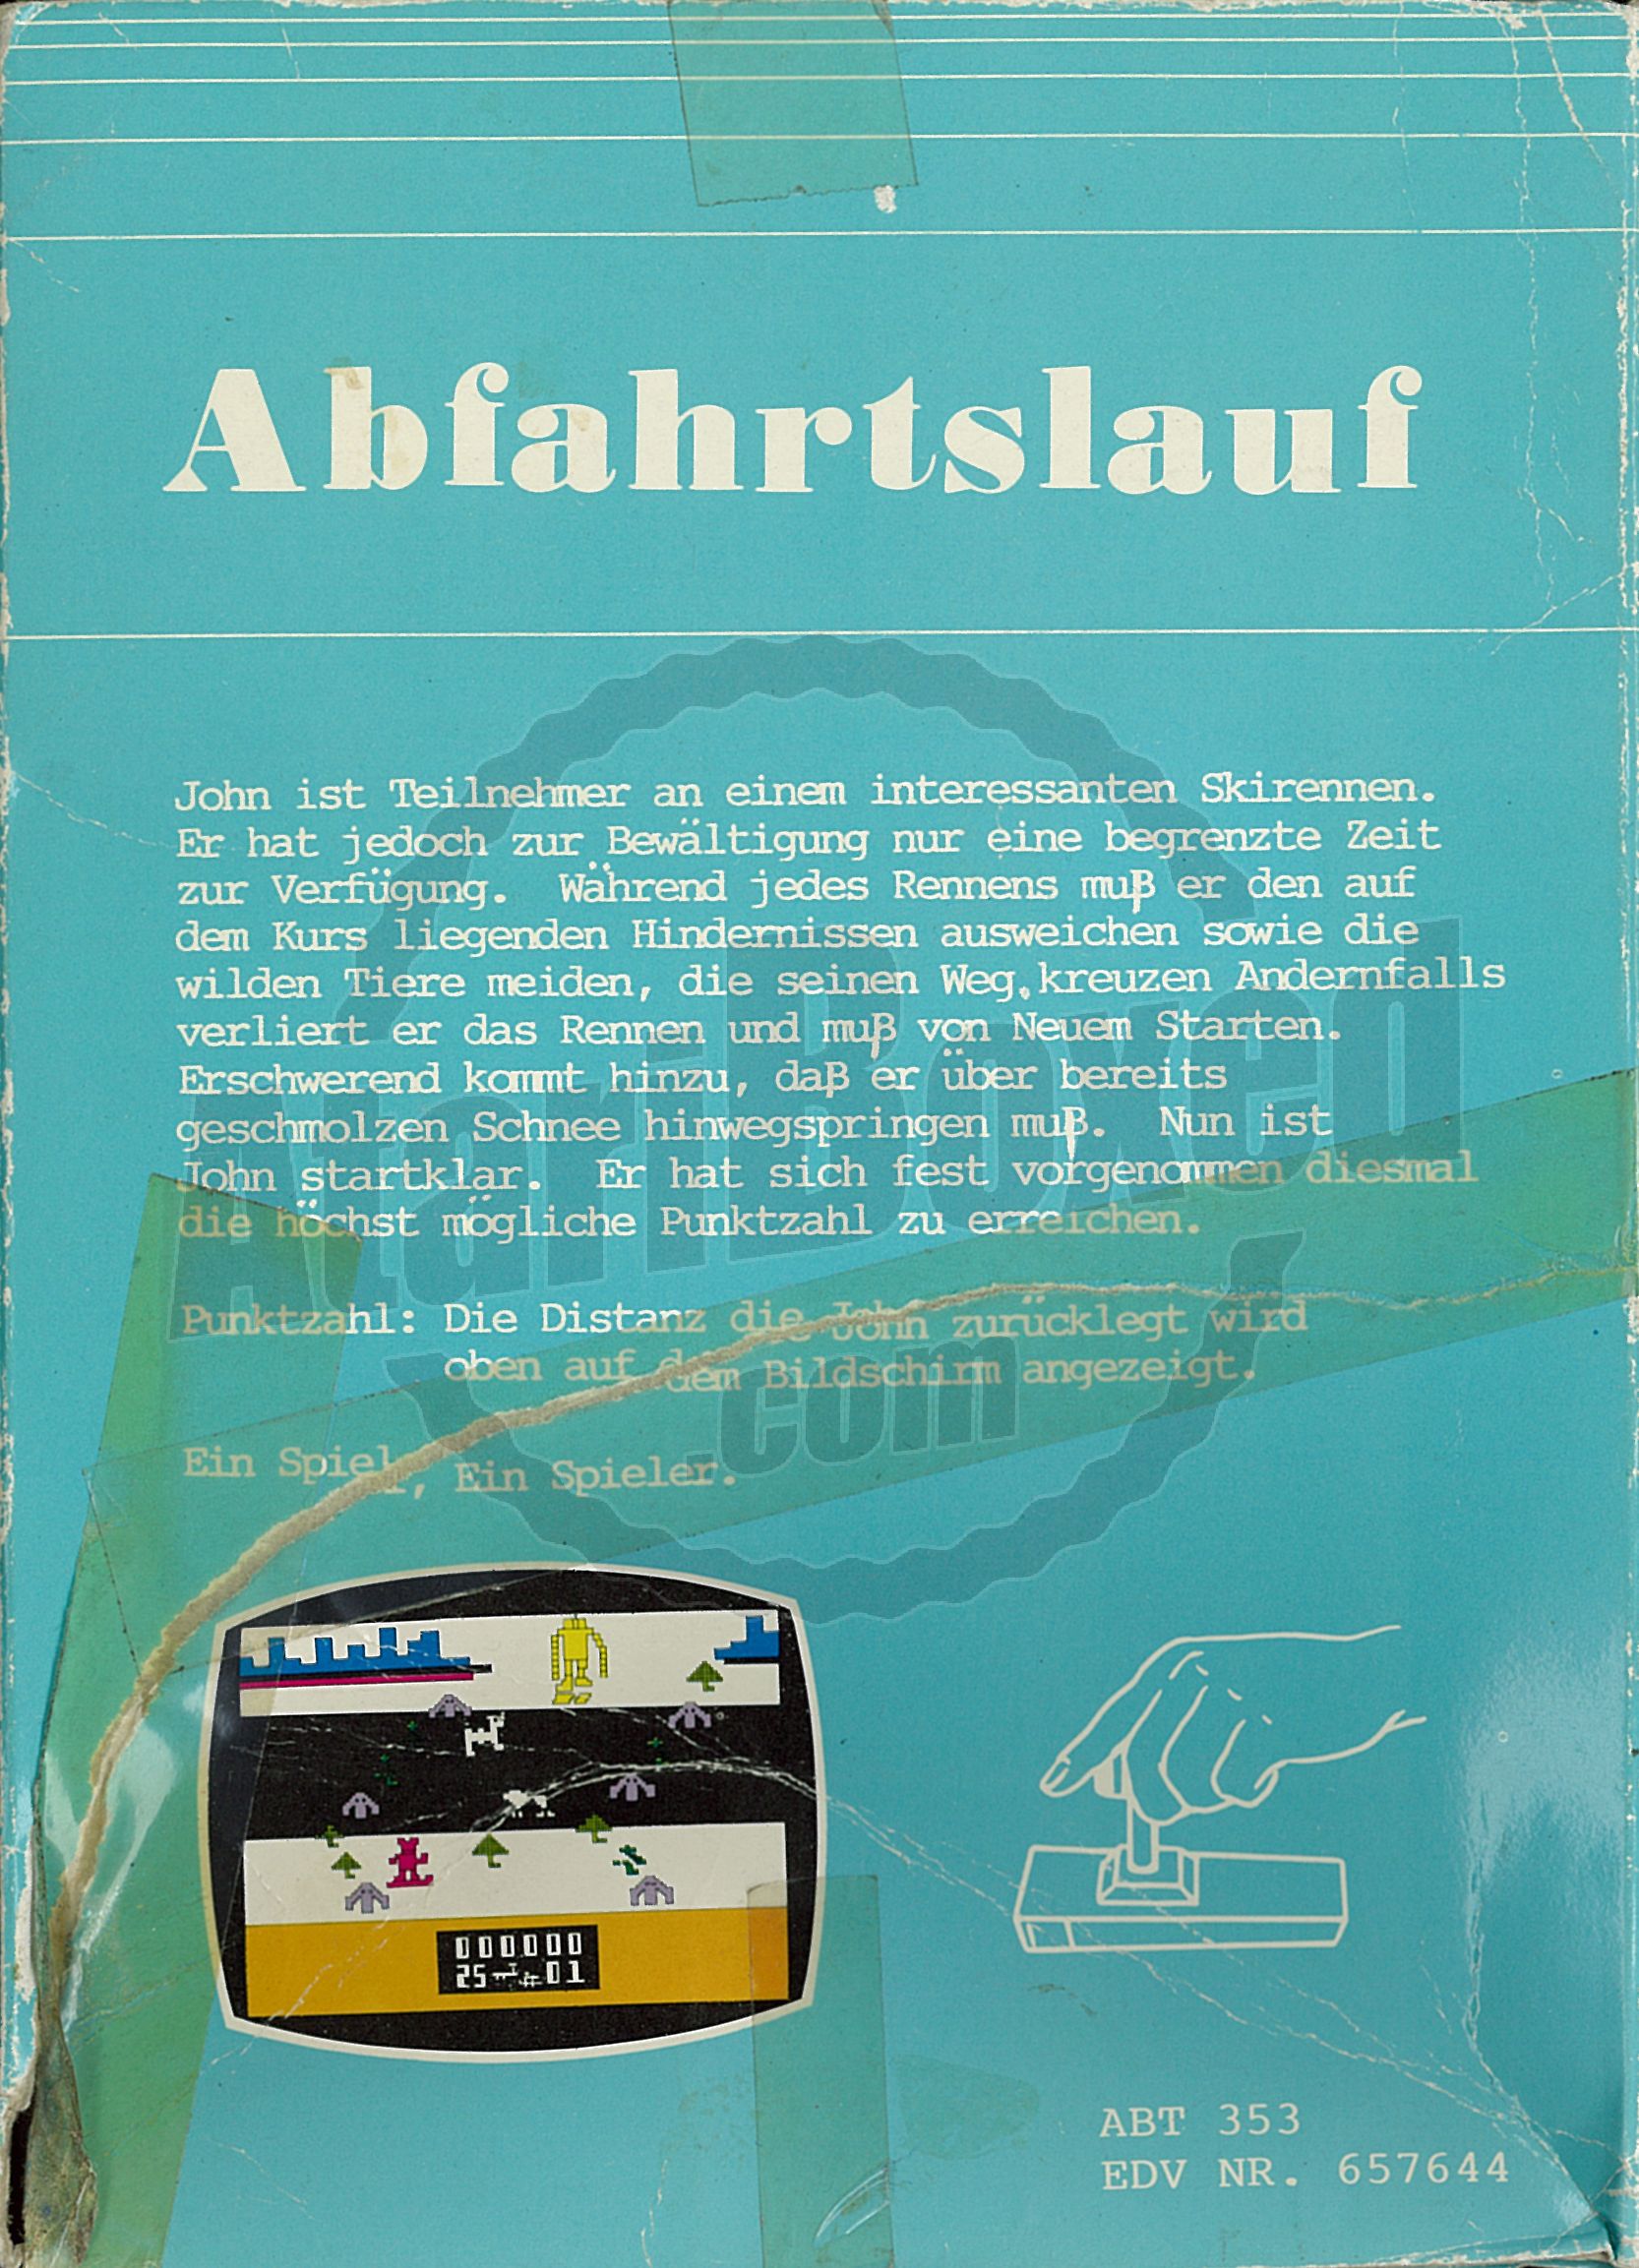 Abfahrtslauf
John ist Teilnehmer an einem interessanten Skirennen.
Er hat jedoch zur Bewältigung nur eine begrenzte Zeit
zur Verfügung. Während jedes Rennens muß er den auf
dem Kurs liegenden Hindernissen ausweichen sowie die
wilden Tiere meiden, die seinen Weg.kreuzen Andernfalls
verliert er das Rennen und muß von Neuem Starten.
Erschwerend kommt hinzu, daß er über bereits
geschmolzen Schnee hinwegspringen muß. Nun ist
John startklar. Er hat sich fest vorgenommen diesmal
die höchst mögliche Punktzahl zu erreichen.
Punktzahl: Die Distanz die John zurücklegt wird
oben auf dem Bildschirm angezeigt.
Ein Spiel, Ein Spieler.
AtariBoxed
.com
000000
25 01
ABT 353
EDV NR. 657644